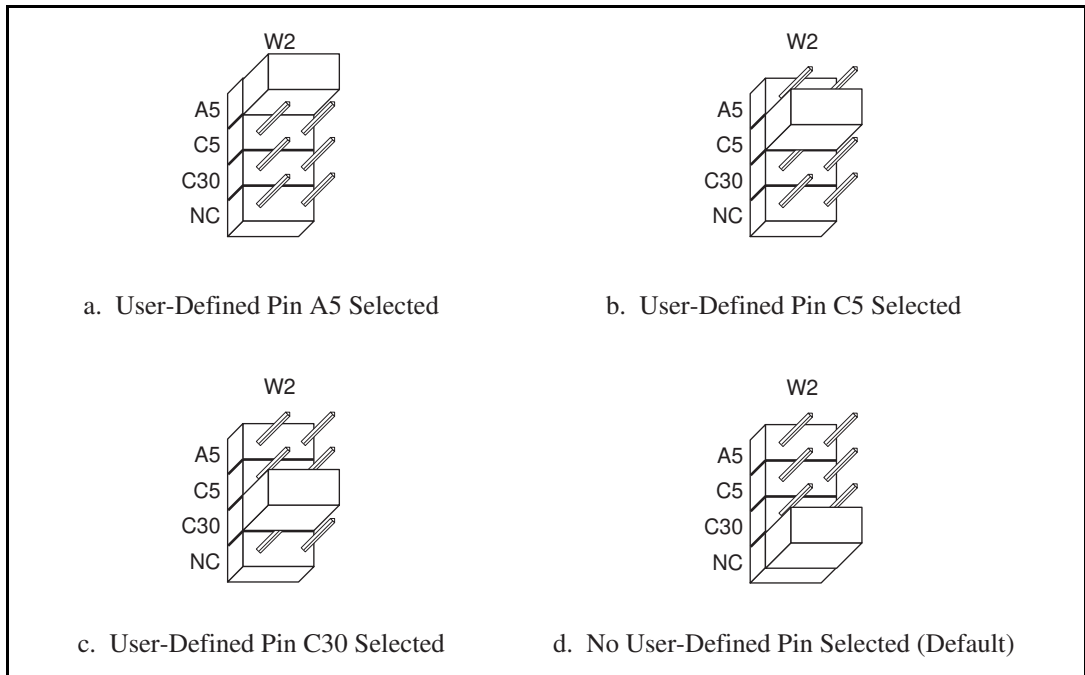 W2
A5
C5
C30
NC
a. User-Defined Pin A5 Selected
W2
A5
C5
C30
NC
b. User-Defined Pin C5 Selected
W2
A5
C5
C30
NC
c. User-Defined Pin C30 Selected
W2
A5
C5
C30
NC
d. No User-Defined Pin Selected (Default)